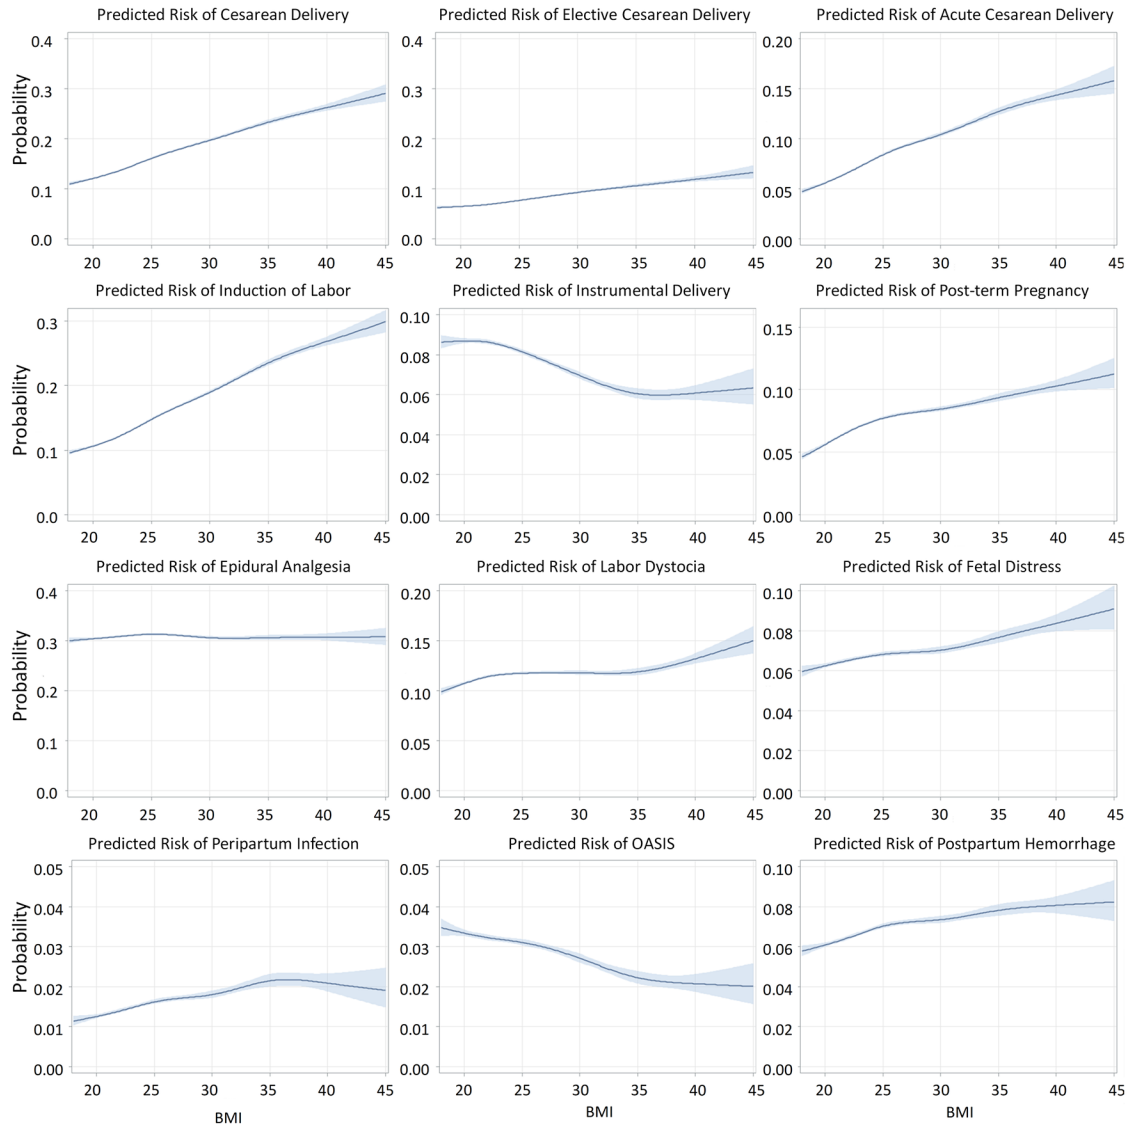 Predicted Risk of Cesarean Delivery
Predicted Risk of Elective Cesarean Delivery
Predicted Risk of Acute Cesarean Delivery
Probability
0.4
0.3
0.2
0.1
0.0
20 25 30 35 40 45
0.4
0.3
0.2
0.1
0.0
20 25 30 35 40 45
0.20
0.15
0.10
0.05
0.00
20 25 30 35 40 45
Predicted Risk of Induction of Labor
Predicted Risk of Instrumental Delivery
Predicted Risk of Post-term Pregnancy
Probability
0.3
0.2
0.1
0.0
20 25 30 35 40 45
0.10
0.08
0.06
0.04
0.02
0.00
20 25 30 35 40 45
0.15
0.10
0.05
0.00
20 25 30 35 40 45
Predicted Risk of Epidural Analgesia
Predicted Risk of Labor Dystocia
Predicted Risk of Fetal Distress
Probability
0.4
0.3
0.2
0.1
0.0
20 25 30 35 40 45
0.20
0.15
0.10
0.05
0.00
20 25 30 35 40 45
0.10
0.08
0.06
0.04
0.02
0.00
20 25 30 35 40 45
Predicted Risk of Peripartum Infection
Predicted Risk of OASIS
Predicted Risk of Postpartum Hemorrhage
Probability
0.05
0.04
0.03
0.02
0.01
0.00
20 25 30 35 40 45
BMI
0.05
0.04
0.03
0.02
0.01
0.00
20 25 30 35 40 45
BMI
0.10
0.08
0.06
0.04
0.02
0.00
20 25 30 35 40 45
BMI